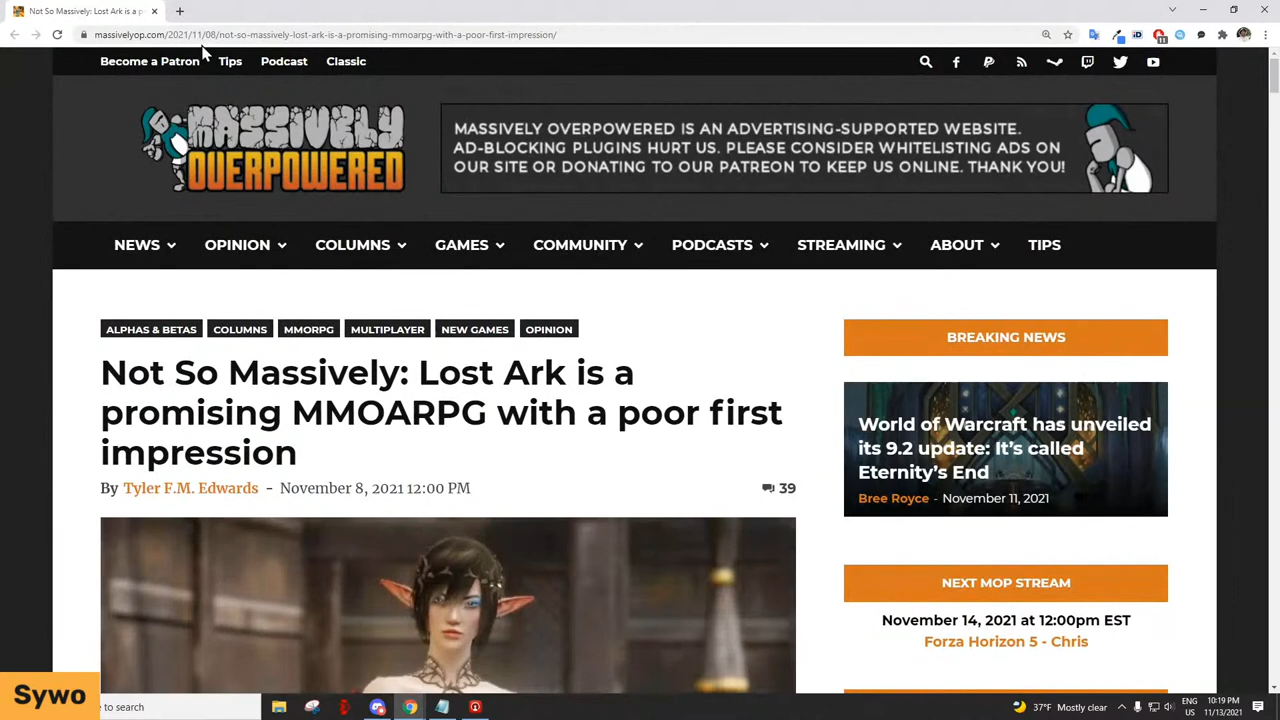 Not So Massively: Lost Ark is a p
massivelyop.com/2021/11/08/not-so-massively-lost-ark-is-a-promising-mmoarpg-with-a-poor-first-impression/
11
Become a Patron Tips Podcast Classic
MASSIVELY
OVERPOWERED
MASSIVELY OVERPOWERED IS AN ADVERTISING-SUPPORTED WEBSITE.
AD-BLOCKING PLUGINS HURT US. PLEASE CONSIDER WHITELISTING ADS ON
OUR SITE OR DONATING TO OUR PATREON TO KEEP US ONLINE. THANK YOU!
NEWS OPINION COLUMNS GAMES COMMUNITY PODCASTS STREAMING ABOUT TIPS
ALPHAS & BETAS COLUMNS MMORPG MULTIPLAYER NEW GAMES OPINION
Not So Massively: Lost Ark is a
promising MMOARPG with a poor first
impression
By Tyler F.M. Edwards - November 8, 2021 12:00 PM
39
BREAKING NEWS
World of Warcraft has unveiled
its 9.2 update: It's called
Eternity's End
Bree Royce - November 11, 2021
NEXT MOP STREAM
November 14, 2021 at 12:00pm EST
Forza Horizon 5 - Chris
Sywo
e to search
37°F Mostly clear
ENG
US
10:19 PM
11/13/2021